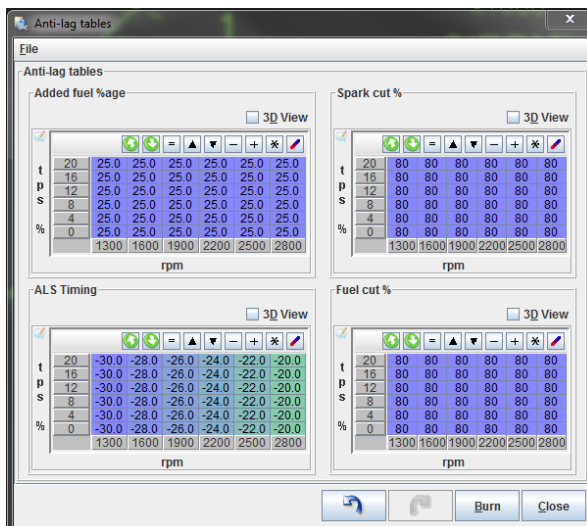 Anti-lag tables
File
Anti-lag tables
Added fuel %age
3D View
= - + *
tps %
20 25.0 25.0 25.0 25.0 25.0 25.0
16 25.0 25.0 25.0 25.0 25.0 25.0
12 25.0 25.0 25.0 25.0 25.0 25.0
8 25.0 25.0 25.0 25.0 25.0 25.0
4 25.0 25.0 25.0 25.0 25.0 25.0
0 25.0 25.0 25.0 25.0 25.0 25.0
1300 1600 1900 2200 2500 2800
rpm
Spark cut %
3D View
= - + *
tps %
20 80 80 80 80 80 80
16 80 80 80 80 80 80
12 80 80 80 80 80 80
8 80 80 80 80 80 80
4 80 80 80 80 80 80
0 80 80 80 80 80 80
1300 1600 1900 2200 2500 2800
rpm
ALS Timing
3D View
= - + *
tps %
20 -30.0 -28.0 -26.0 -24.0 -22.0 -20.0
16 -30.0 -28.0 -26.0 -24.0 -22.0 -20.0
12 -30.0 -28.0 -26.0 -24.0 -22.0 -20.0
8 -30.0 -28.0 -26.0 -24.0 -22.0 -20.0
4 -30.0 -28.0 -26.0 -24.0 -22.0 -20.0
0 -30.0 -28.0 -26.0 -24.0 -22.0 -20.0
1300 1600 1900 2200 2500 2800
rpm
Fuel cut %
3D View
= - + *
tps %
20 80 80 80 80 80 80
16 80 80 80 80 80 80
12 80 80 80 80 80 80
8 80 80 80 80 80 80
4 80 80 80 80 80 80
0 80 80 80 80 80 80
1300 1600 1900 2200 2500 2800
rpm
Burn
Close